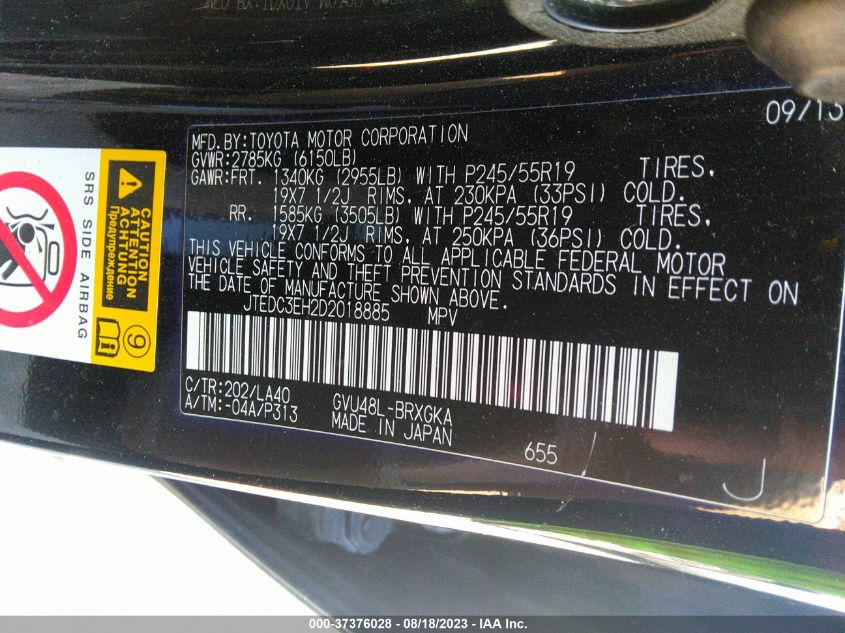 09/13
MFD.BY:TOYOTA MOTOR CORPORATION
GVWR:2785KG (6150LB)
GAWR:FRT. 1340KG (2955LB) WITH P245/55R19 TIRES,
19X7 1/2J RIMS, AT 230KPA (33PSI) COLD.
RR. 1585KG (3505LB) WITH P245/55R19 TIRES,
19X7 1/2J RIMS, AT 250KPA (36PSI) COLD.
THIS VEHICLE CONFORMS TO ALL APPLICABLE FEDERAL MOTOR
VEHICLE SAFETY AND THEFT PREVENTION STANDARDS IN EFFECT ON
THE DATE OF MANUFACTURE SHOWN ABOVE.
JTEDC3EH2D2018885 MPV
C/TR:202/LA40 GVU48L-BRXGKA
A/TM:-04A/P313 MADE IN JAPAN
655
J
SRS SIDE AIRBAG
CAUTION
ATTENTION
ACHTUNG
Предупреждение
9
000-37376028 - 08/18/2023 - IAA Inc.